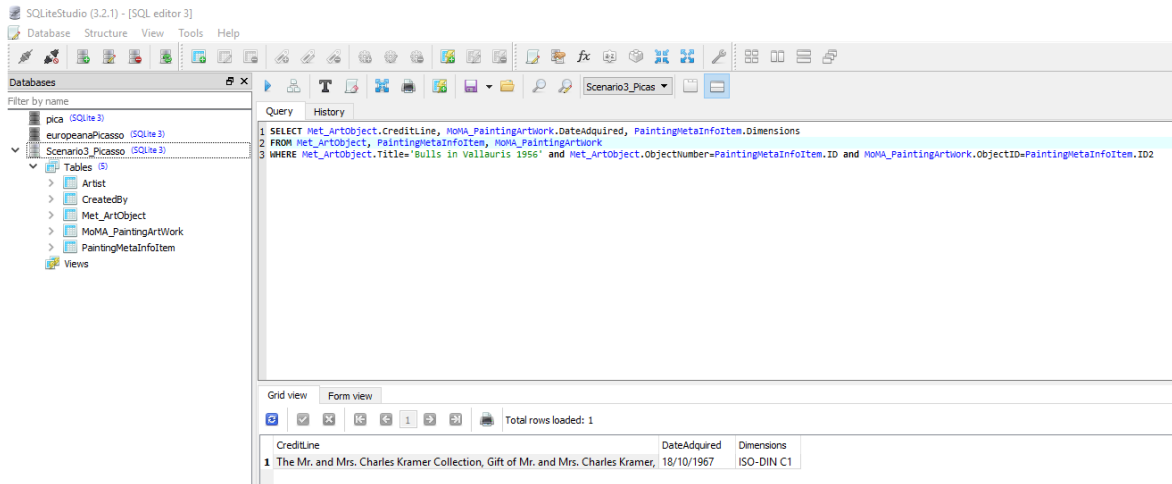 SQLiteStudio (3.2.1) - [SQL editor 3]
Database Structure View Tools Help
Scenario3_Picas
Databases
Filter by name
pica (SQLite 3)
europeanaPicasso (SQLite 3)
Scenario3_Picasso (SQLite 3)
Tables (5)
Artist
CreatedBy
Met_ArtObject
MoMA_PaintingArtWork
PaintingMetaInfoItem
Views
Query History
1 SELECT Met_ArtObject.CreditLine, MoMA_PaintingArtWork.DateAdquired, PaintingMetaInfoItem.Dimensions
2 FROM Met_ArtObject, PaintingMetaInfoItem, MoMA_PaintingArtWork
3 WHERE Met_ArtObject.Title='Bulls in Vallauris 1956' and Met_ArtObject.ObjectNumber=PaintingMetaInfoItem.ID and MoMA_PaintingArtWork.ObjectID=PaintingMetaInfoItem.ID2
Grid view Form view
1 Total rows loaded: 1
CreditLine DateAdquired Dimensions
1 The Mr. and Mrs. Charles Kramer Collection, Gift of Mr. and Mrs. Charles Kramer, 18/10/1967 ISO-DIN C1